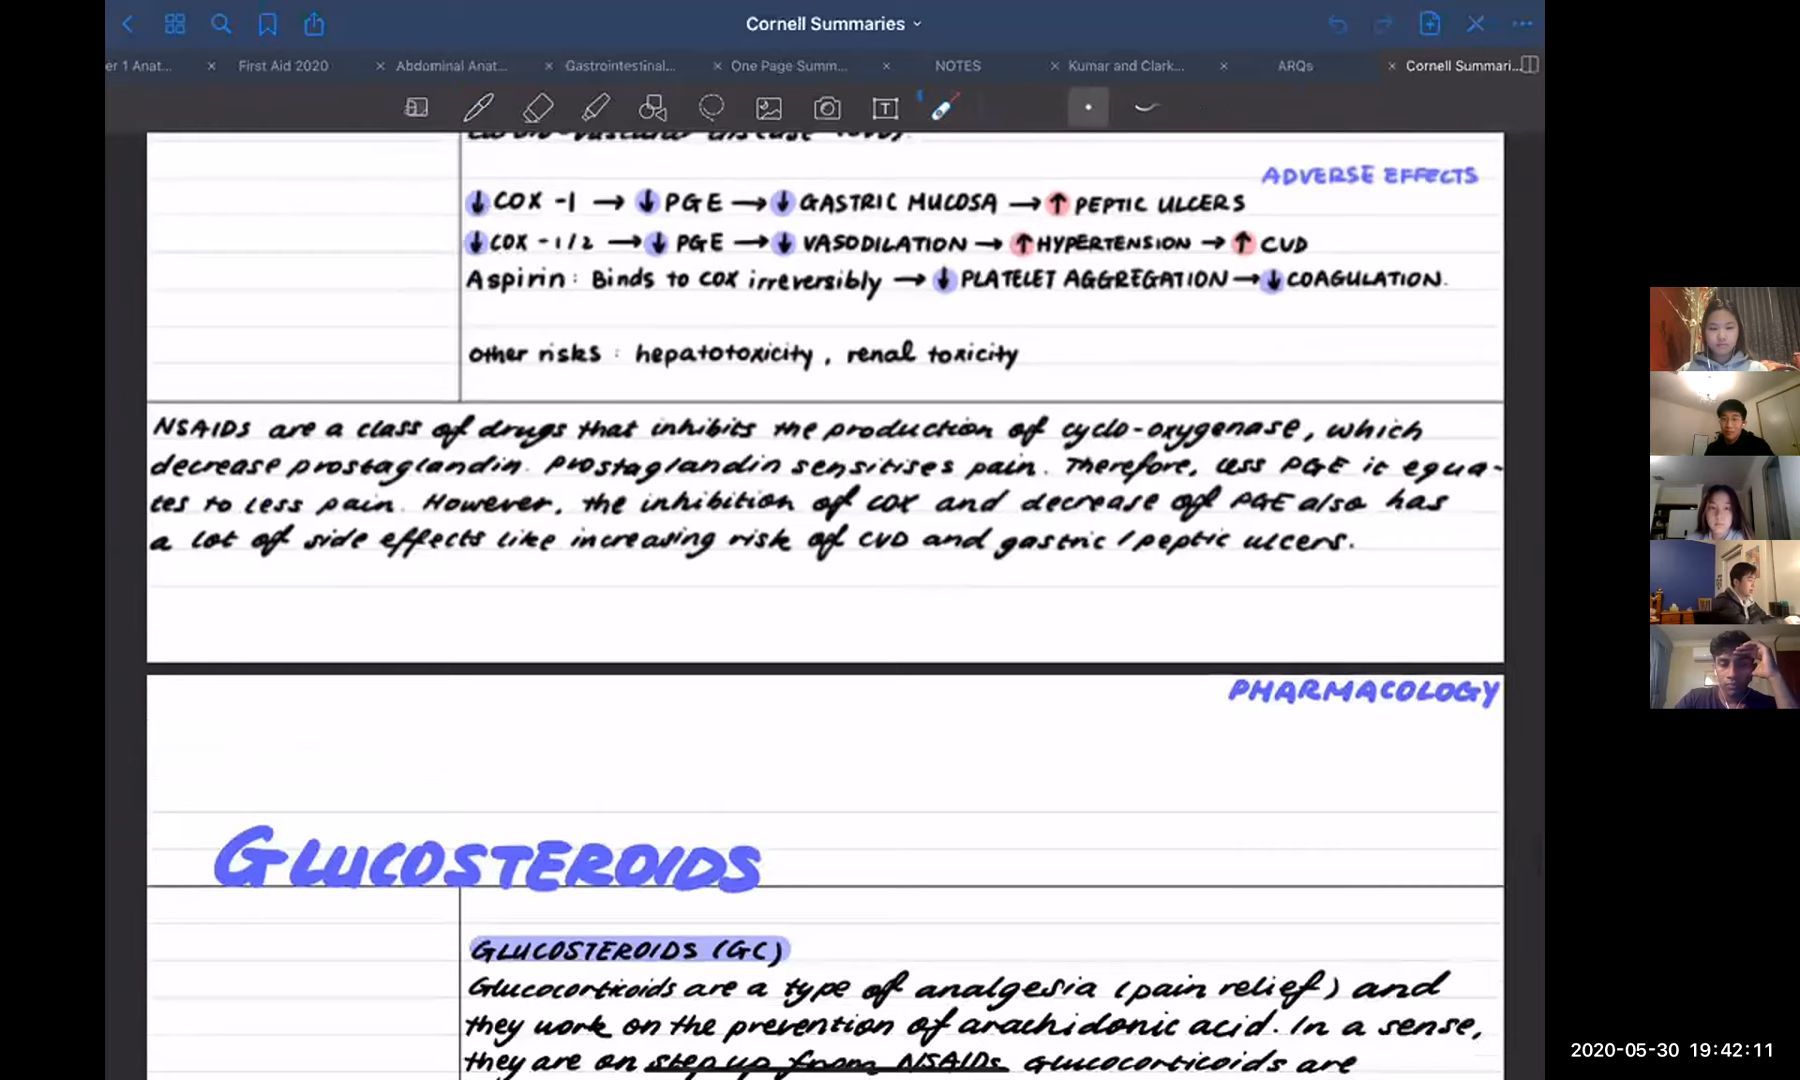 Cornell Summaries
er 1 Anat...
First Aid 2020
Abdominal Anat...
Gastrointestinal...
One Page Summ...
NOTES
Kumar and Clark...
ARQs
Cornell Summari...
ADVERSE EFFECTS
↓ COX -1 → ↓ PGE → ↓ GASTRIC MUCOSA → ↑ PEPTIC ULCERS
↓ COX -1/2 → ↓ PGE → ↓ VASODILATION → ↑ HYPERTENSION → ↑ CVD
Aspirin: Binds to COX irreversibly → ↓ PLATELET AGGREGATION → ↓ COAGULATION.
other risks: hepatotoxicity, renal toxicity
NSAIDs are a class of drugs that inhibits the production of cyclo-oxygenase, which
decrease prostaglandin. Prostaglandin sensitises pain. Therefore, less PGE it equa-
tes to less pain. However, the inhibition of COX and decrease of PGE also has
a lot of side effects like increasing risk of CVD and gastric/peptic ulcers.
PHARMACOLOGY
GLUCOSTEROIDS
GLUCOSTEROIDS (GC)
Glucocorticoids are a type of analgesia (pain relief) and
they work on the prevention of arachidonic acid. In a sense,
they are on step up from NSAIDs. Glucocorticoids are
2020-05-30 19:42:11